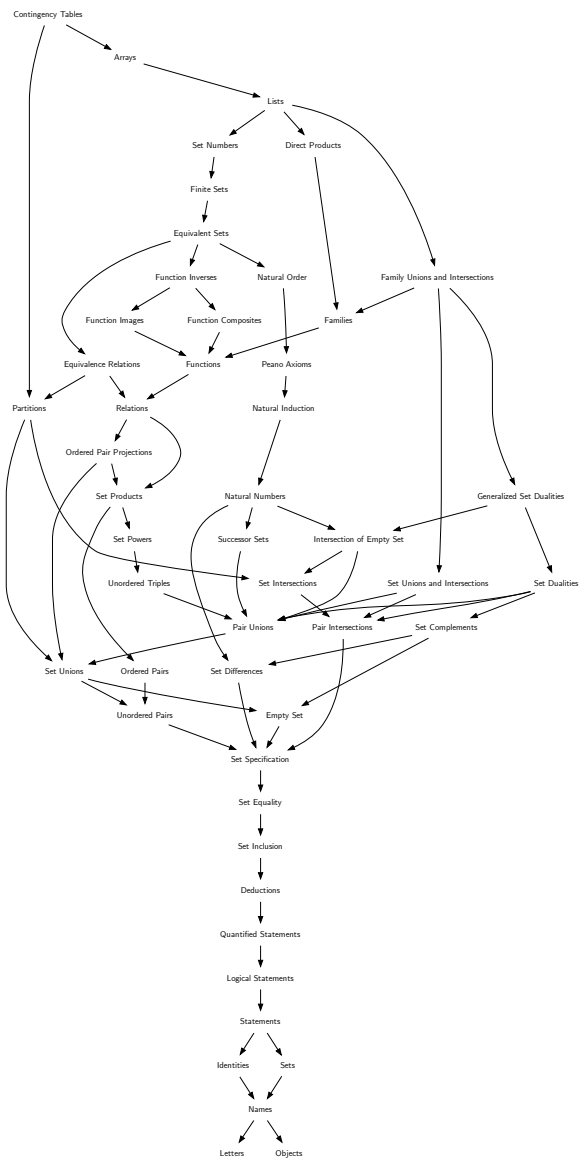 Contingency Tables
Arrays
Lists
Set Numbers
Direct Products
Finite Sets
Equivalent Sets
Function Inverses
Natural Order
Family Unions and Intersections
Function Images
Function Composites
Families
Equivalence Relations
Functions
Peano Axioms
Partitions
Relations
Natural Induction
Ordered Pair Projections
Set Products
Natural Numbers
Generalized Set Dualities
Set Powers
Successor Sets
Intersection of Empty Set
Unordered Triples
Set Intersections
Set Unions and Intersections
Set Dualities
Pair Unions
Pair Intersections
Set Complements
Set Unions
Ordered Pairs
Set Differences
Unordered Pairs
Empty Set
Set Specification
Set Equality
Set Inclusion
Deductions
Quantified Statements
Logical Statements
Statements
Identities
Sets
Names
Letters
Objects